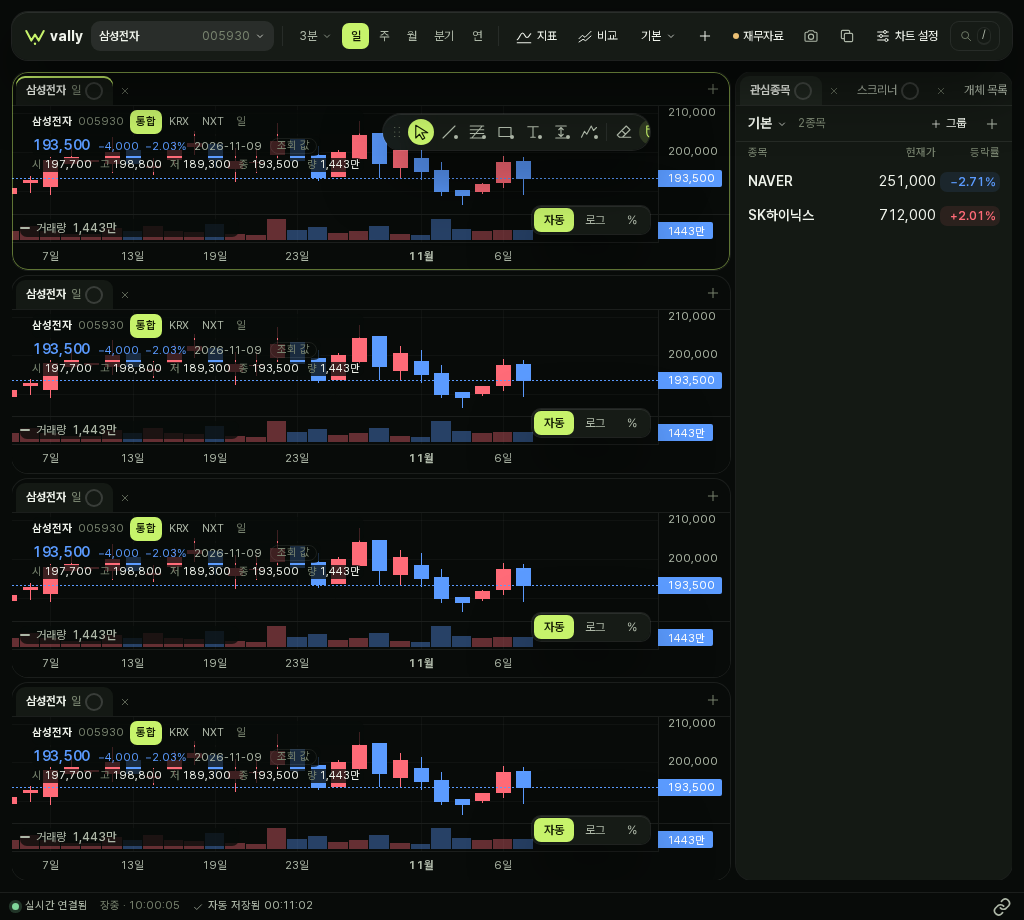 vally 삼성전자 005930 3분 일 주 월 분기 연 지표 비교 기본 재무자료 차트 설정 /
삼성전자 일
삼성전자 005930 통합 KRX NXT 일
193,500 -4,000 -2.03% 2026-11-09 조회 값
시 197,700 고 198,800 저 189,300 종 193,500 량 1,443만
210,000
200,000
193,500
거래량 1,443만
자동 로그 %
1443만
7일 13일 19일 23일 11월 6일
삼성전자 일
삼성전자 005930 통합 KRX NXT 일
193,500 -4,000 -2.03% 2026-11-09 조회 값
시 197,700 고 198,800 저 189,300 종 193,500 량 1,443만
210,000
200,000
193,500
거래량 1,443만
자동 로그 %
1443만
7일 13일 19일 23일 11월 6일
삼성전자 일
삼성전자 005930 통합 KRX NXT 일
193,500 -4,000 -2.03% 2026-11-09 조회 값
시 197,700 고 198,800 저 189,300 종 193,500 량 1,443만
210,000
200,000
193,500
거래량 1,443만
자동 로그 %
1443만
7일 13일 19일 23일 11월 6일
삼성전자 일
삼성전자 005930 통합 KRX NXT 일
193,500 -4,000 -2.03% 2026-11-09 조회 값
시 197,700 고 198,800 저 189,300 종 193,500 량 1,443만
210,000
200,000
193,500
거래량 1,443만
자동 로그 %
1443만
7일 13일 19일 23일 11월 6일
관심종목 스크리너 개체 목록
기본 2종목 + 그룹
종목 현재가 등락률
NAVER 251,000 -2.71%
SK하이닉스 712,000 +2.01%
실시간 연결됨 장중 · 10:00:05 자동 저장됨 00:11:02